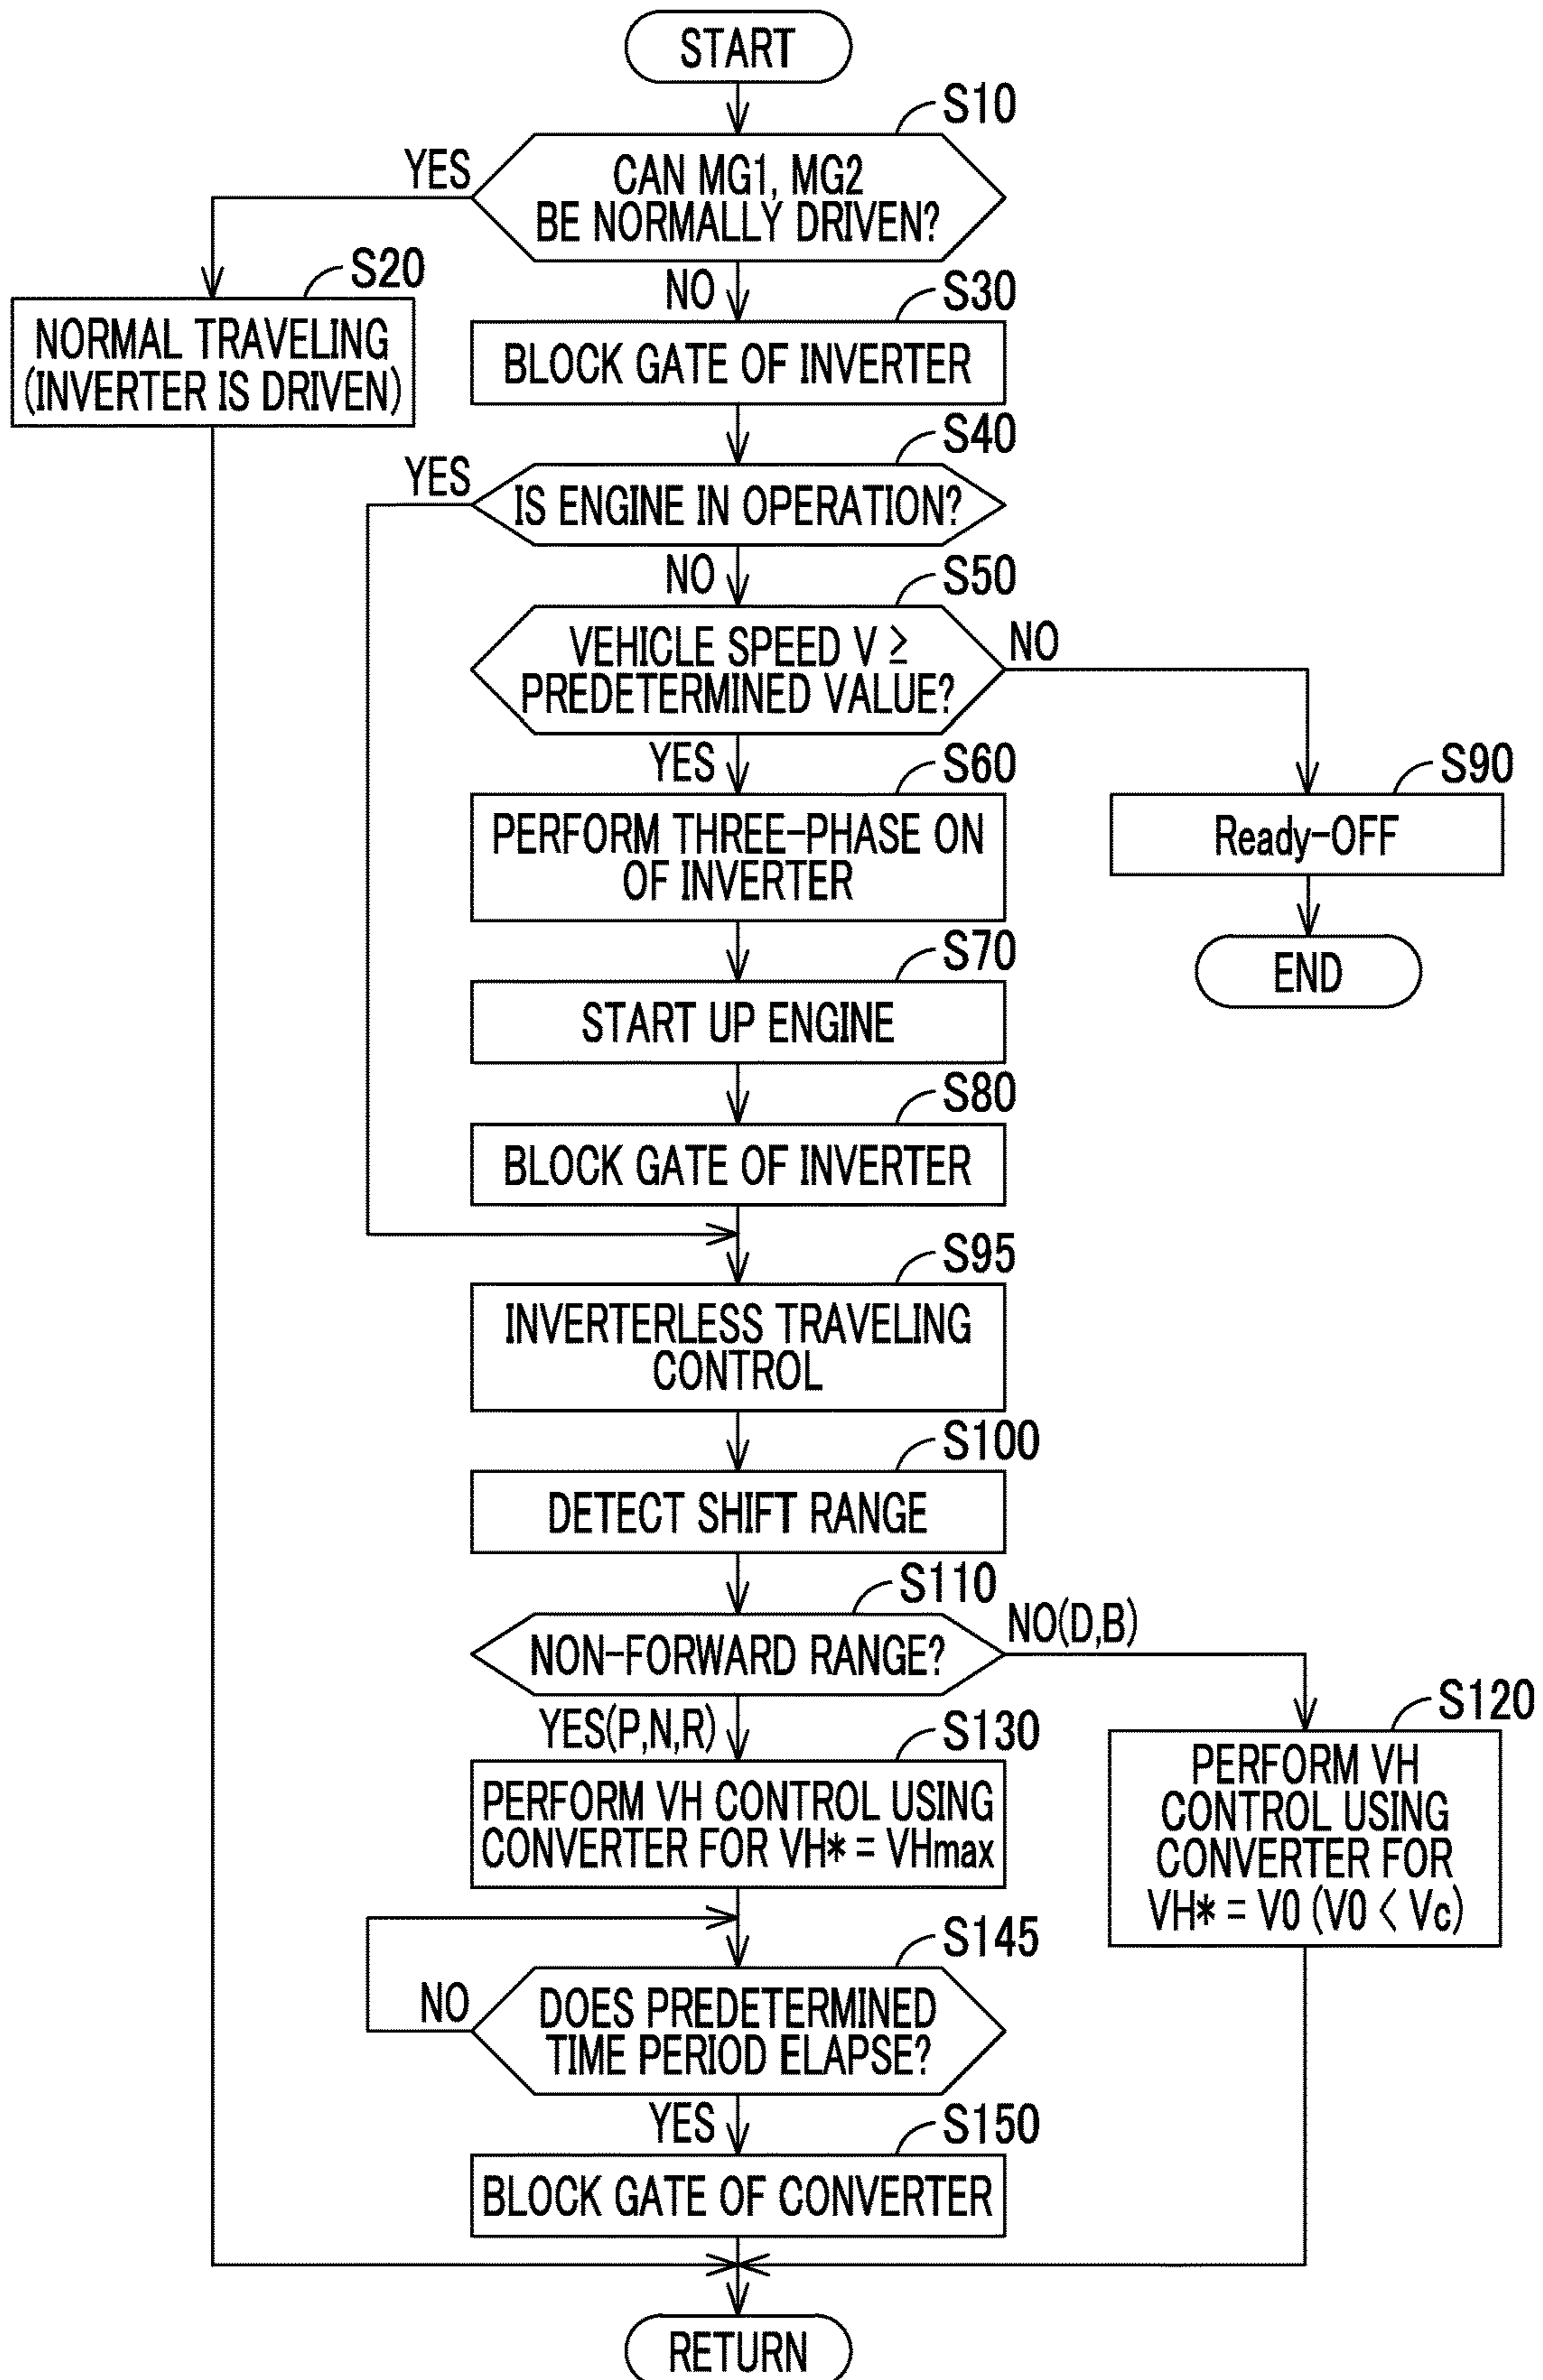 START
S10
YES
CAN MG1, MG2
BE NORMALLY DRIVEN?
S20
NORMAL TRAVELING
(INVERTER IS DRIVEN)
NO
S30
BLOCK GATE OF INVERTER
S40
YES
IS ENGINE IN OPERATION?
NO
S50
VEHICLE SPEED V ≥
PREDETERMINED VALUE?
NO
YES
S60
PERFORM THREE-PHASE ON
OF INVERTER
S90
Ready-OFF
END
S70
START UP ENGINE
S80
BLOCK GATE OF INVERTER
S95
INVERTERLESS TRAVELING
CONTROL
S100
DETECT SHIFT RANGE
S110
NON-FORWARD RANGE?
NO(D,B)
YES(P,N,R)
S130
PERFORM VH CONTROL USING
CONVERTER FOR VH* = VHmax
S120
PERFORM VH
CONTROL USING
CONVERTER FOR
VH* = V0 (V0 < Vc)
S145
NO
DOES PREDETERMINED
TIME PERIOD ELAPSE?
YES
S150
BLOCK GATE OF CONVERTER
RETURN